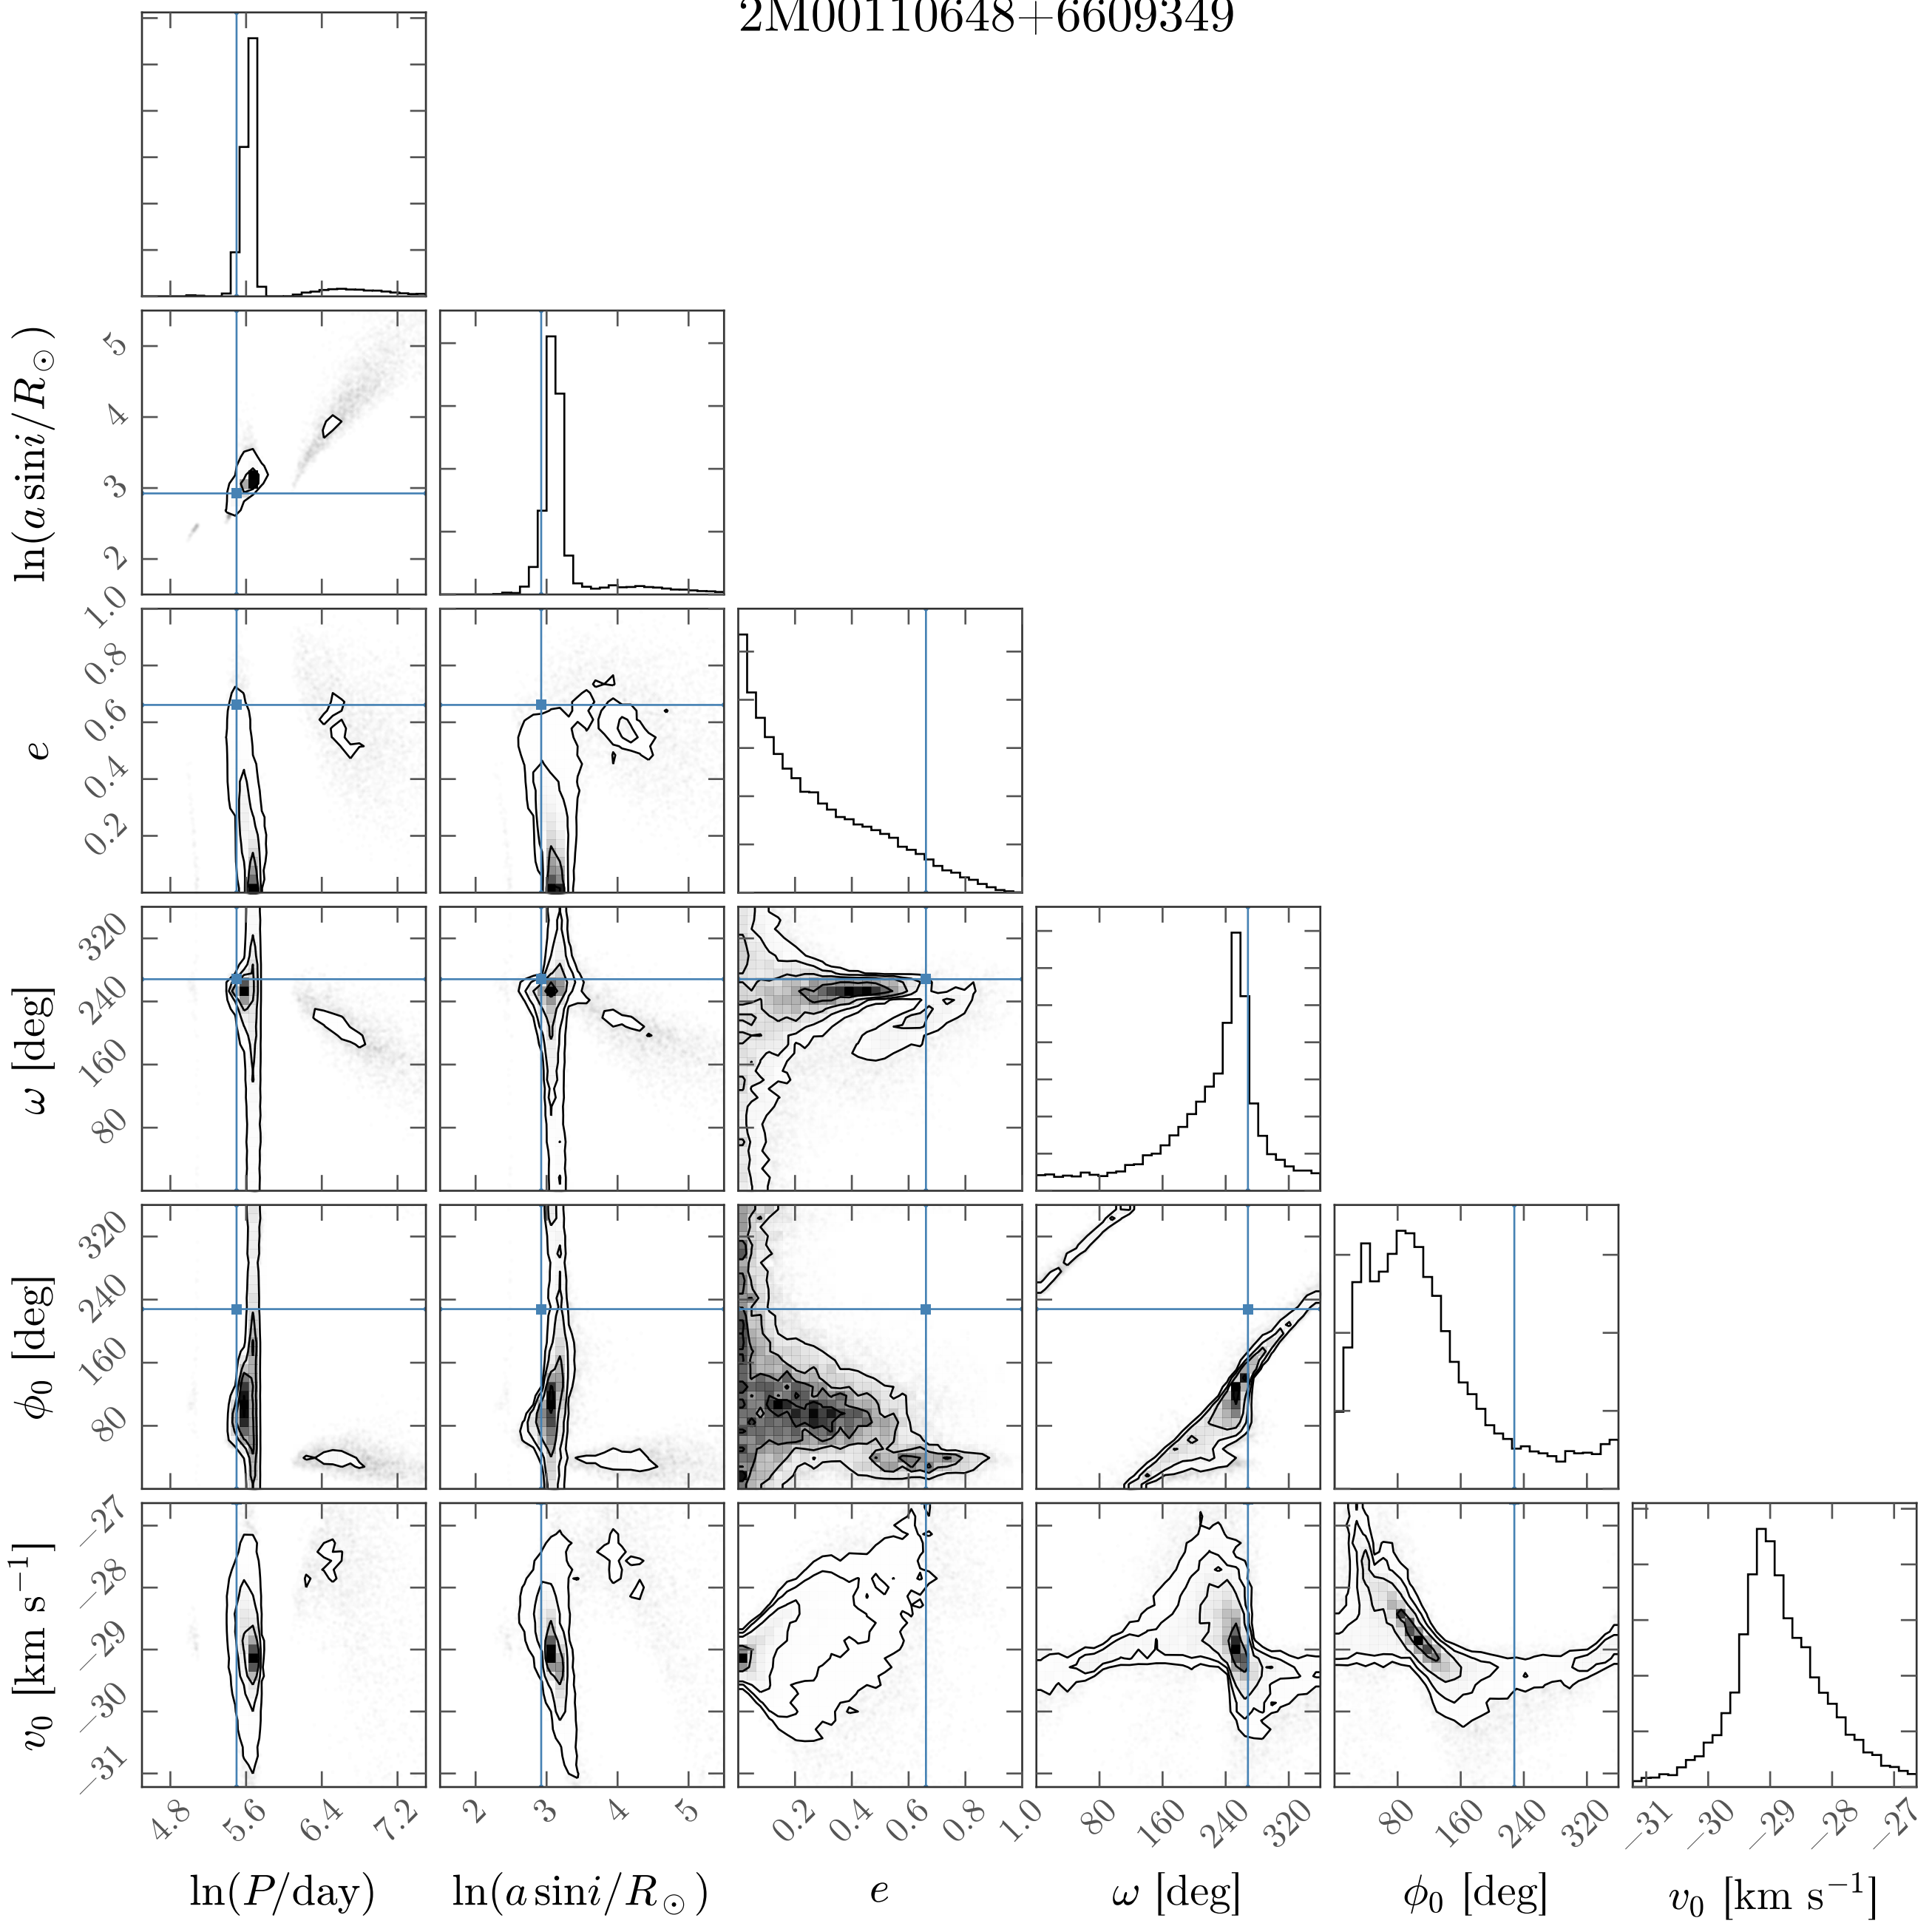 2M00110648+6609349
ln(a sini/R☉)
5
4
3
2
e
1.0
0.8
0.6
0.4
0.2
ω [deg]
320
240
160
80
φ₀ [deg]
320
240
160
80
v₀ [km s⁻¹]
−27
−28
−29
−30
−31
4.8 5.6 6.4 7.2 2 3 4 5 0.2 0.4 0.6 0.8 1.0 80 160 240 320 80 160 240 320 −31 −30 −29 −28 −27
ln(P/day) ln(a sini/R☉) e ω [deg] φ₀ [deg] v₀ [km s⁻¹]